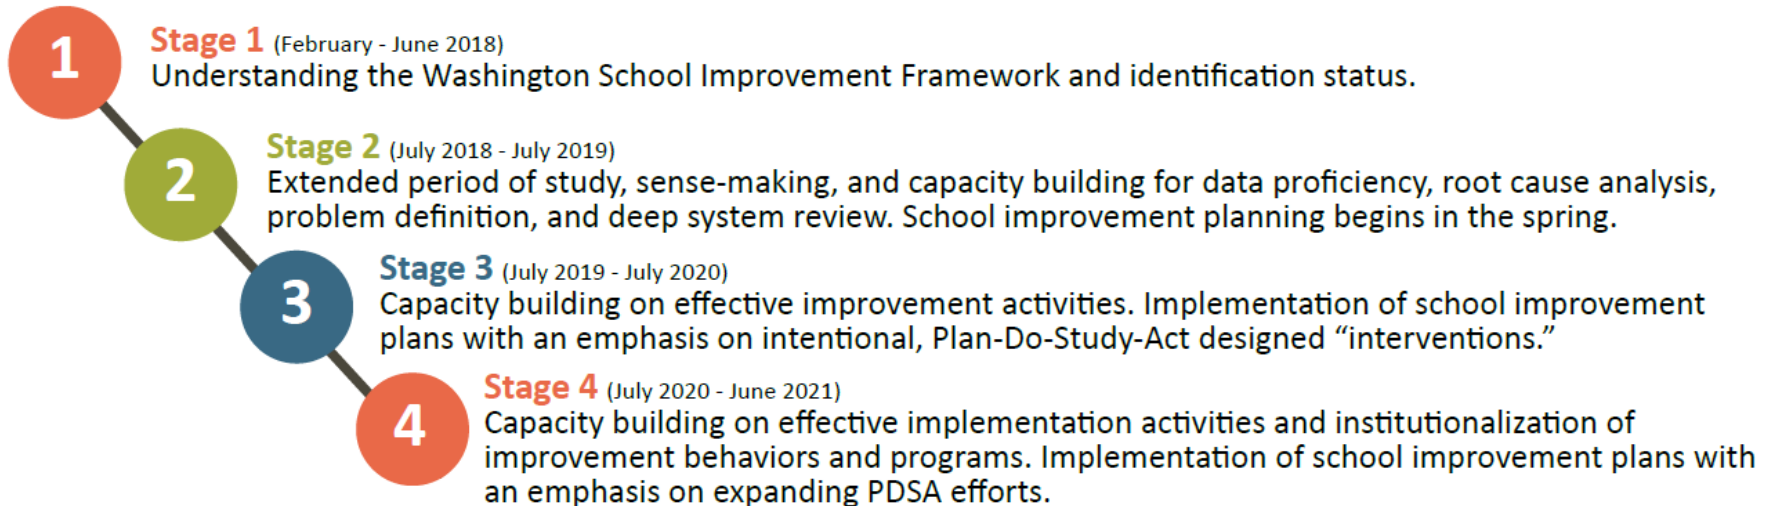 1
Stage 1 (February - June 2018)
Understanding the Washington School Improvement Framework and identification status.
2
Stage 2 (July 2018 - July 2019)
Extended period of study, sense-making, and capacity building for data proficiency, root cause analysis,
problem definition, and deep system review. School improvement planning begins in the spring.
3
Stage 3 (July 2019 - July 2020)
Capacity building on effective improvement activities. Implementation of school improvement
plans with an emphasis on intentional, Plan-Do-Study-Act designed “interventions.”
4
Stage 4 (July 2020 - June 2021)
Capacity building on effective implementation activities and institutionalization of
improvement behaviors and programs. Implementation of school improvement plans with
an emphasis on expanding PDSA efforts.